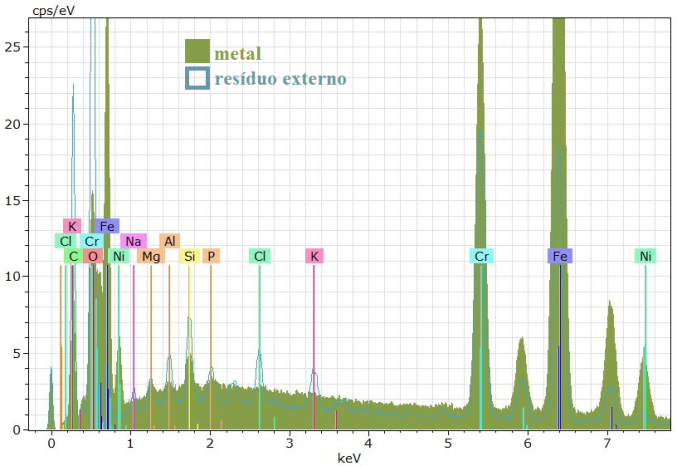 cps/eV
25
metal
resíduo externo
20
15
K Fe
Cl Cr Na Al
C O Ni Mg Si P Cl K Cr Fe Ni
10
5
0
0 1 2 3 4 5 6 7
keV